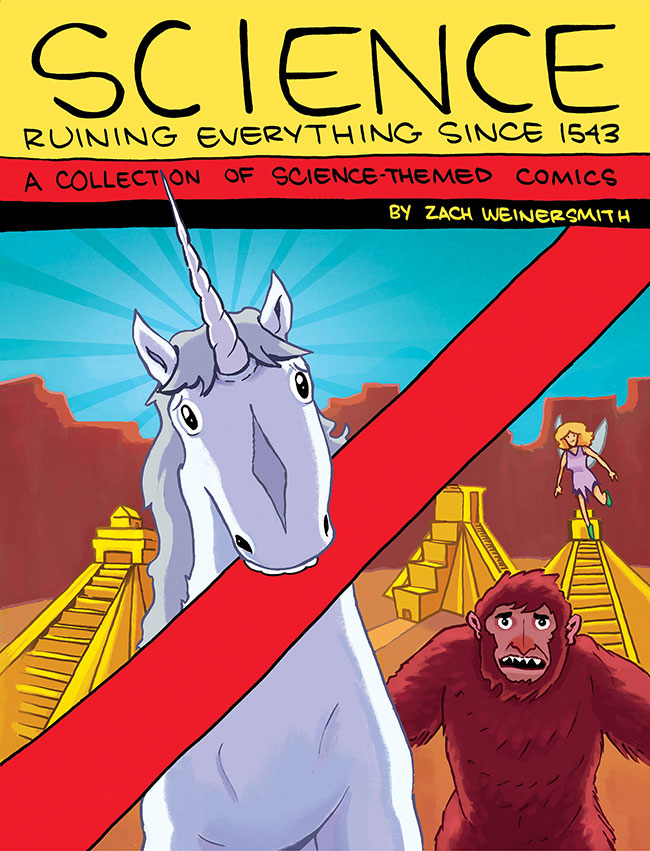 SCIENCE
RUINING EVERYTHING SINCE 1543
A COLLECTION OF SCIENCE-THEMED COMICS
BY ZACH WEINERSMITH